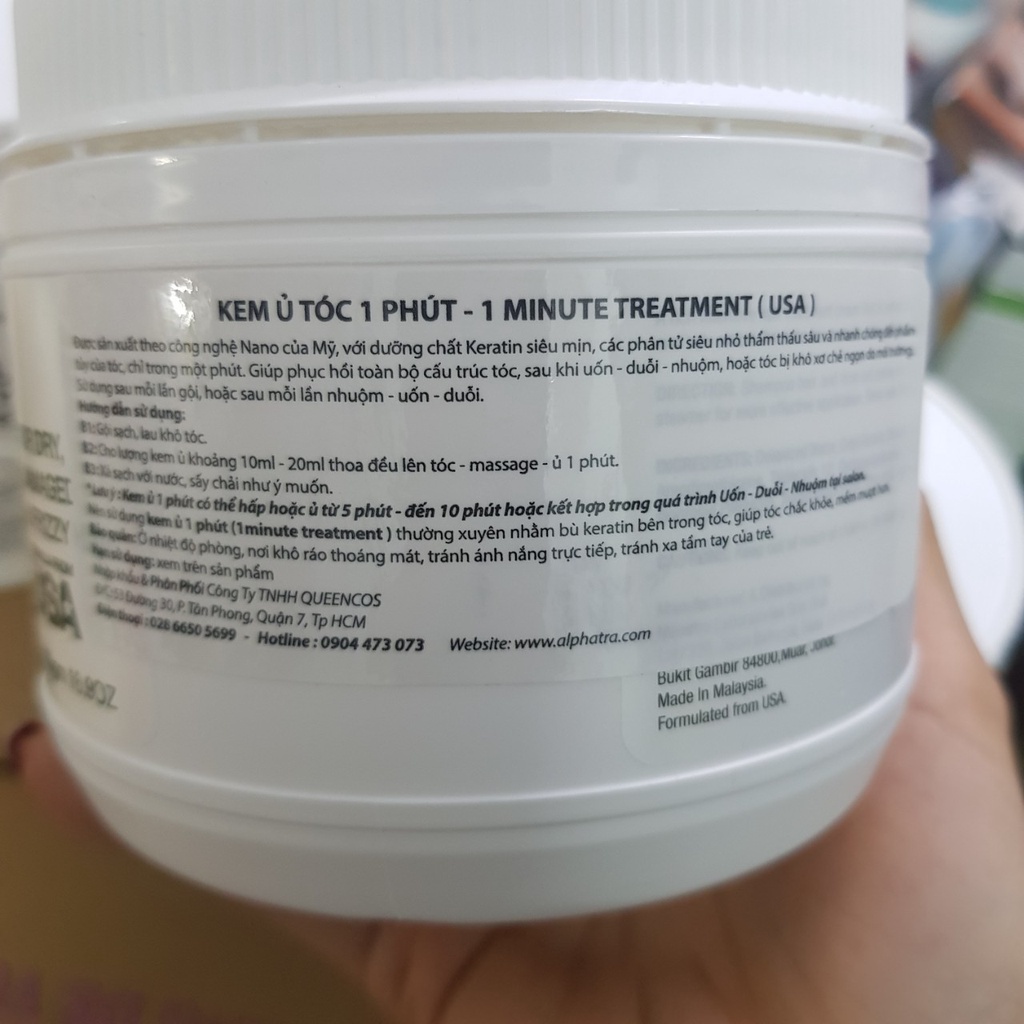 KEM Ủ TÓC 1 PHÚT - 1 MINUTE TREATMENT ( USA )
Được sản xuất theo công nghệ Nano của Mỹ, với dưỡng chất Keratin siêu mịn, các phân tử siêu nhỏ thẩm thấu sâu và nhanh chóng đến
tủy của tóc, chỉ trong một phút. Giúp phục hồi toàn bộ cấu trúc tóc, sau khi uốn - duỗi - nhuộm, hoặc tóc bị khô xơ chẻ ngọn do môi trường.
Sử dụng sau mỗi lần gội, hoặc sau mỗi lần nhuộm - uốn - duỗi.
Hướng dẫn sử dụng:
B1: Gội sạch, lau khô tóc.
B2: Cho lượng kem ủ khoảng 10ml - 20ml thoa đều lên tóc - massage - ủ 1 phút.
B3: Xả sạch với nước, sấy chải như ý muốn.
* Lưu ý : Kem ủ 1 phút có thể hấp hoặc ủ từ 5 phút - đến 10 phút hoặc kết hợp trong quá trình Uốn - Duỗi - Nhuộm tại salon.
Nên sử dụng kem ủ 1 phút (1minute treatment ) thường xuyên nhằm bù keratin bên trong tóc, giúp tóc chắc khỏe, mềm mượt hơn.
Bảo quản: Ở nhiệt độ phòng, nơi khô ráo thoáng mát, tránh ánh nắng trực tiếp, tránh xa tầm tay của trẻ.
Hạn sử dụng: xem trên sản phẩm
Nhập khẩu & Phân Phối Công Ty TNHH QUEENCOS
Đ/C: 53 Đường 30, P. Tân Phong, Quận 7, Tp HCM
Điện thoại : 028 6650 5699 - Hotline : 0904 473 073 Website: www.alphatra.com
Bukit Gambir 84800, Muar, Johor.
Made In Malaysia.
Formulated from USA.
DRY,
USA